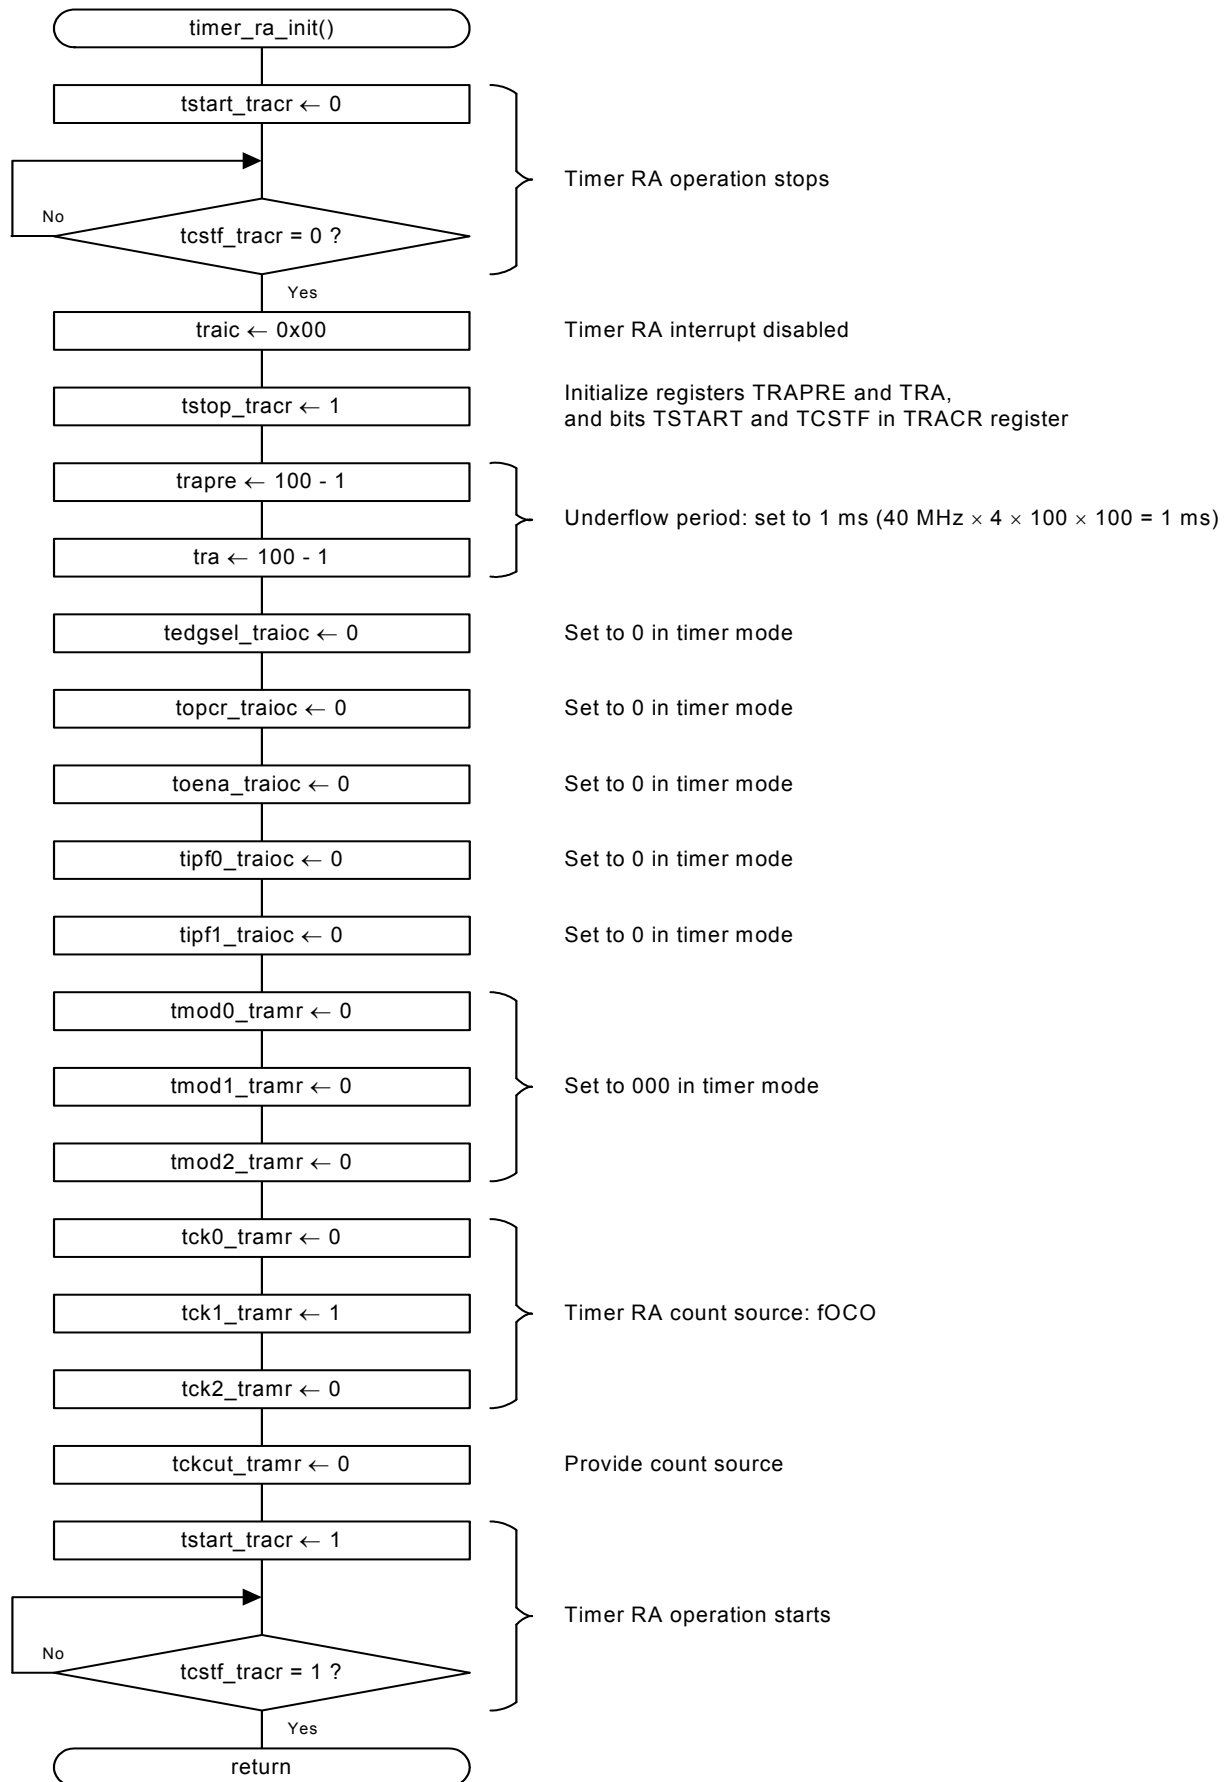 timer_ra_init()
tstart_tracr ← 0
Timer RA operation stops
No
tcstf_tracr = 0 ?
Yes
traic ← 0x00
Timer RA interrupt disabled
tstop_tracr ← 1
Initialize registers TRAPRE and TRA,
and bits TSTART and TCSTF in TRACR register
trapre ← 100 - 1
Underflow period: set to 1 ms (40 MHz × 4 × 100 × 100 = 1 ms)
tra ← 100 - 1
tedgsel_traioc ← 0
Set to 0 in timer mode
topcr_traioc ← 0
Set to 0 in timer mode
toena_traioc ← 0
Set to 0 in timer mode
tipf0_traioc ← 0
Set to 0 in timer mode
tipf1_traioc ← 0
Set to 0 in timer mode
tmod0_tramr ← 0
tmod1_tramr ← 0
Set to 000 in timer mode
tmod2_tramr ← 0
tck0_tramr ← 0
tck1_tramr ← 1
Timer RA count source: fOCO
tck2_tramr ← 0
tckcut_tramr ← 0
Provide count source
tstart_tracr ← 1
Timer RA operation starts
No
tcstf_tracr = 1 ?
Yes
return